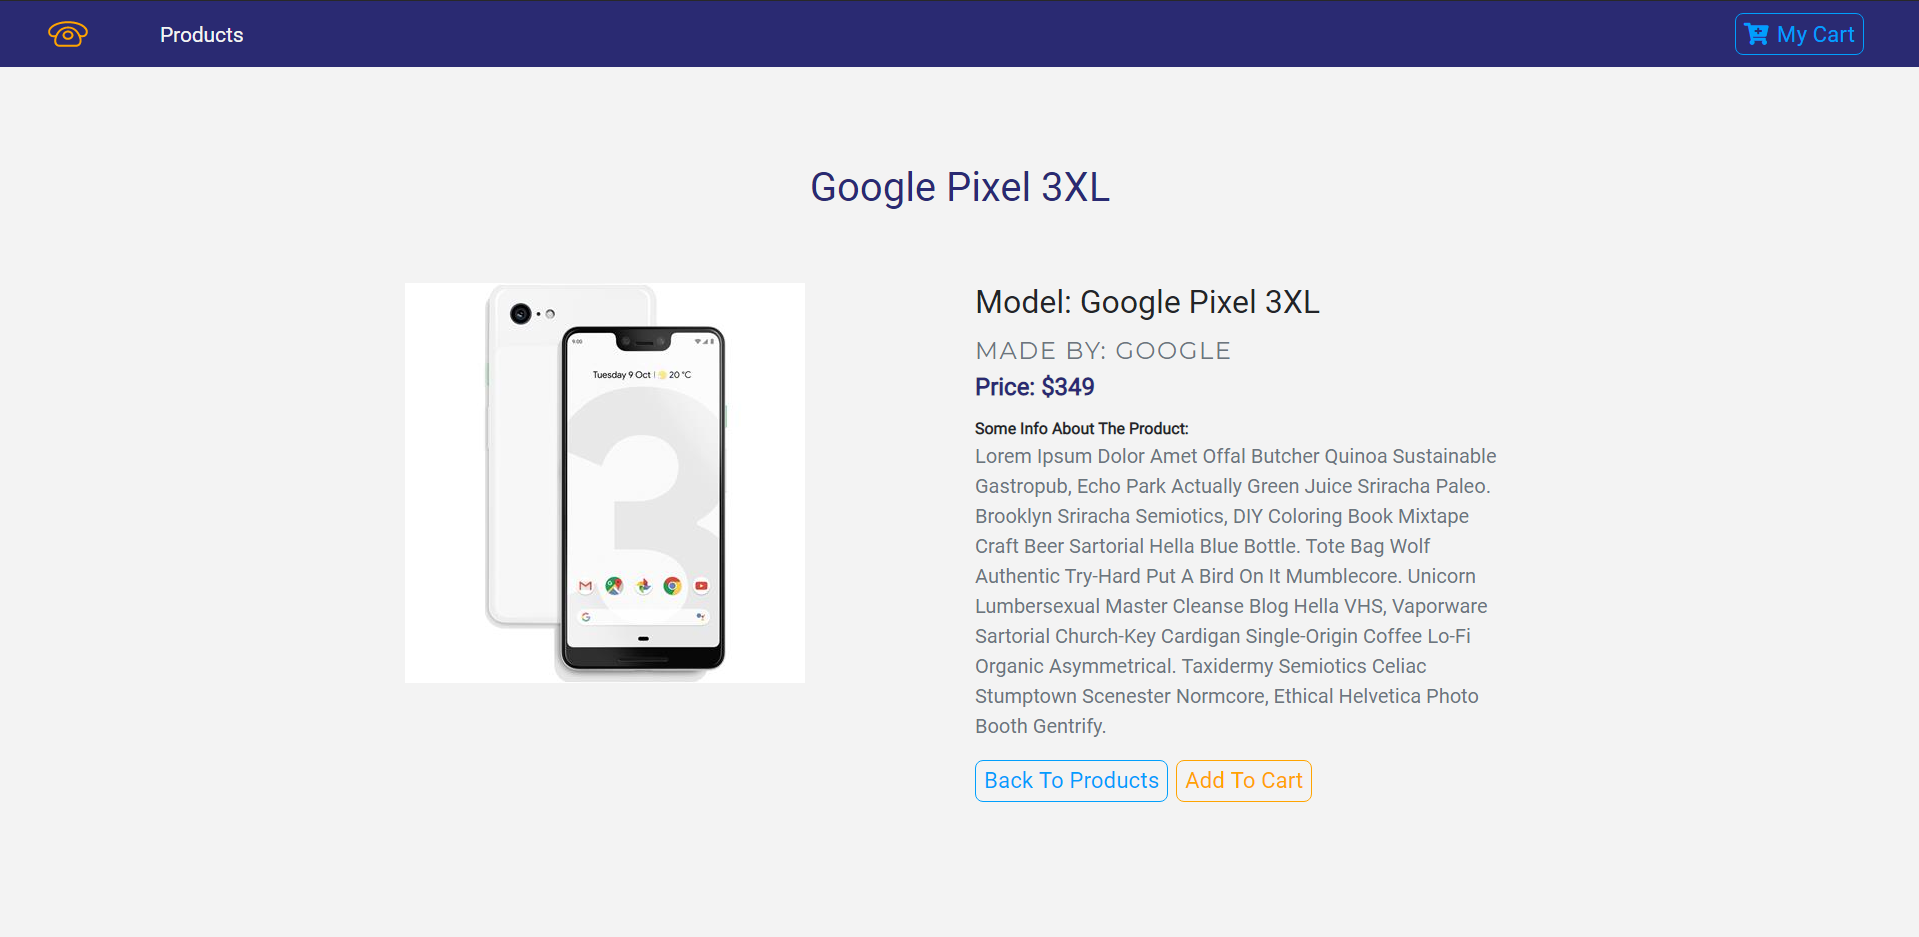 Products
My Cart
Google Pixel 3XL
9:00
Tuesday 9 Oct | 20 °C
Model: Google Pixel 3XL
MADE BY: GOOGLE
Price: $349
Some Info About The Product:
Lorem Ipsum Dolor Amet Offal Butcher Quinoa Sustainable
Gastropub, Echo Park Actually Green Juice Sriracha Paleo.
Brooklyn Sriracha Semiotics, DIY Coloring Book Mixtape
Craft Beer Sartorial Hella Blue Bottle. Tote Bag Wolf
Authentic Try-Hard Put A Bird On It Mumblecore. Unicorn
Lumbersexual Master Cleanse Blog Hella VHS, Vaporware
Sartorial Church-Key Cardigan Single-Origin Coffee Lo-Fi
Organic Asymmetrical. Taxidermy Semiotics Celiac
Stumptown Scenester Normcore, Ethical Helvetica Photo
Booth Gentrify.
Back To Products
Add To Cart